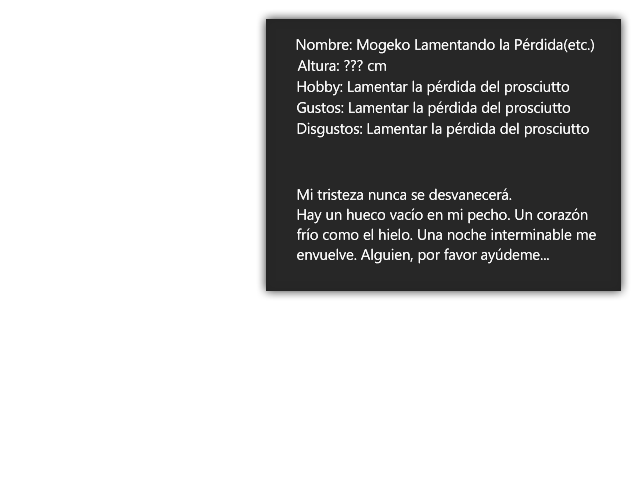 Nombre: Mogeko Lamentando la Pérdida(etc.)
Altura: ??? cm
Hobby: Lamentar la pérdida del prosciutto
Gustos: Lamentar la pérdida del prosciutto
Disgustos: Lamentar la pérdida del prosciutto
Mi tristeza nunca se desvanecerá.
Hay un hueco vacío en mi pecho. Un corazón
frío como el hielo. Una noche interminable me
envuelve. Alguien, por favor ayúdeme...